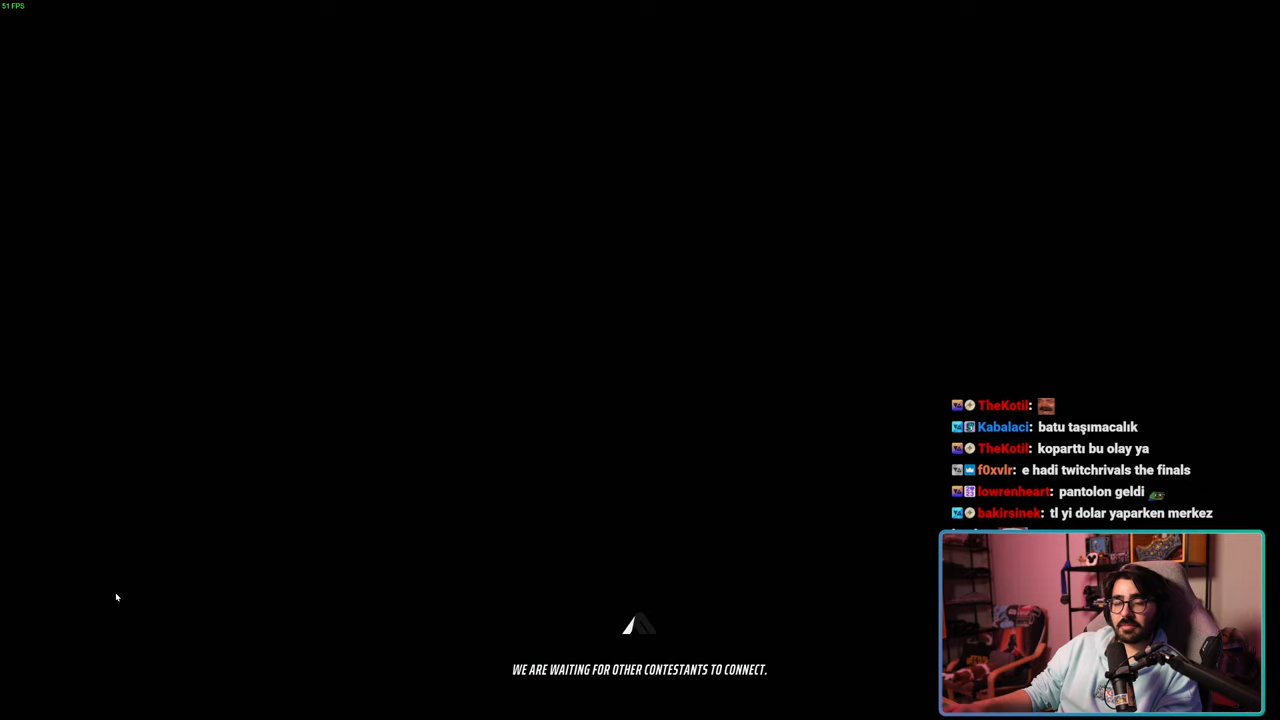 51 FPS
TheKotil:
Kabalaci: batu taşımacalık
TheKotil: koparttı bu olay ya
f0xvlr: e hadi twitchrivals the finals
lowrenheart: pantolon geldi
bakirsinek: tl yi dolar yaparken merkez
WE ARE WAITING FOR OTHER CONTESTANTS TO CONNECT.